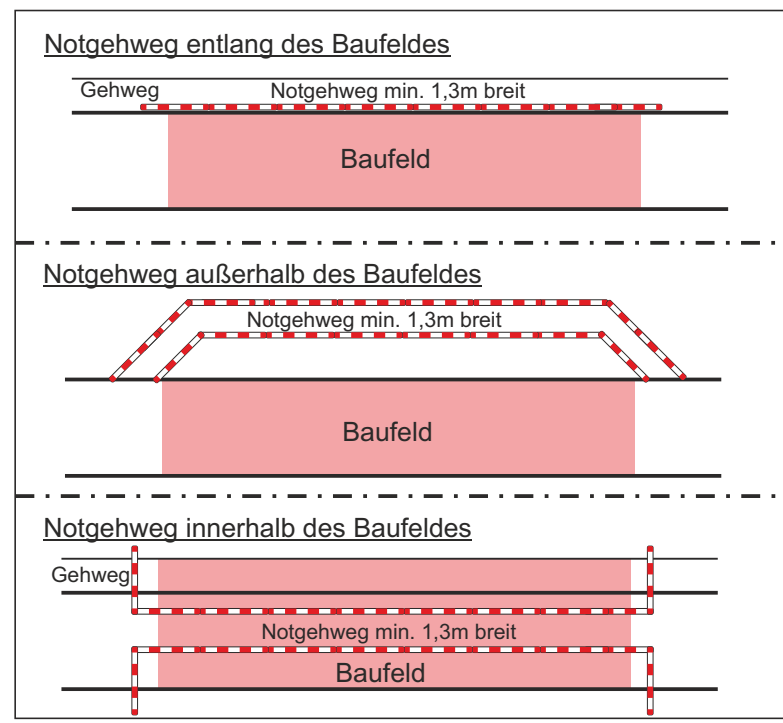 Notgehweg entlang des Baufeldes
Gehweg
Notgehweg min. 1,3m breit
Baufeld
Notgehweg außerhalb des Baufeldes
Notgehweg min. 1,3m breit
Baufeld
Notgehweg innerhalb des Baufeldes
Gehweg
Notgehweg min. 1,3m breit
Baufeld